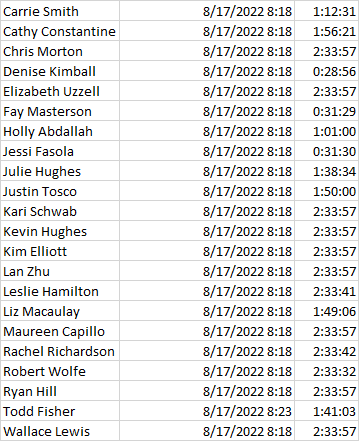 Carrie Smith 8/17/2022 8:18 1:12:31
Cathy Constantine 8/17/2022 8:18 1:56:21
Chris Morton 8/17/2022 8:18 2:33:57
Denise Kimball 8/17/2022 8:18 0:28:56
Elizabeth Uzzell 8/17/2022 8:18 2:33:57
Fay Masterson 8/17/2022 8:18 0:31:29
Holly Abdallah 8/17/2022 8:18 1:01:00
Jessi Fasola 8/17/2022 8:18 0:31:30
Julie Hughes 8/17/2022 8:18 1:38:34
Justin Tosco 8/17/2022 8:18 1:50:00
Kari Schwab 8/17/2022 8:18 2:33:57
Kevin Hughes 8/17/2022 8:18 2:33:57
Kim Elliott 8/17/2022 8:18 2:33:57
Lan Zhu 8/17/2022 8:18 2:33:57
Leslie Hamilton 8/17/2022 8:18 2:33:41
Liz Macaulay 8/17/2022 8:18 1:49:06
Maureen Capillo 8/17/2022 8:18 2:33:57
Rachel Richardson 8/17/2022 8:18 2:33:42
Robert Wolfe 8/17/2022 8:18 2:33:32
Ryan Hill 8/17/2022 8:18 2:33:57
Todd Fisher 8/17/2022 8:23 1:41:03
Wallace Lewis 8/17/2022 8:18 2:33:57